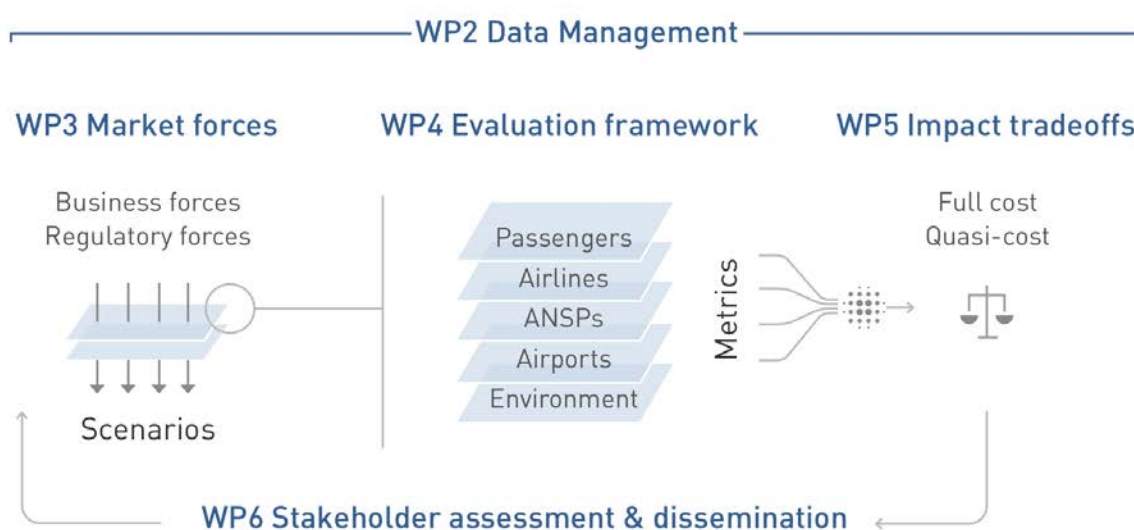 WP2 Data Management
WP3 Market forces
WP4 Evaluation framework
WP5 Impact tradeoffs
Business forces
Regulatory forces
Scenarios
Passengers
Airlines
ANSPs
Airports
Environment
Metrics
Full cost
Quasi-cost
WP6 Stakeholder assessment & dissemination